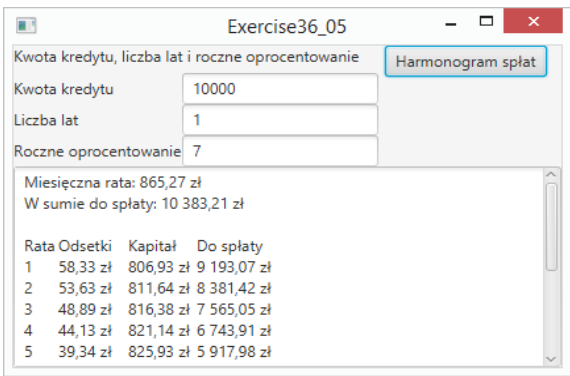 Exercise36_05
Kwota kredytu, liczba lat i roczne oprocentowanie
Harmonogram spłat
Kwota kredytu 10000
Liczba lat 1
Roczne oprocentowanie 7
Miesięczna rata: 865,27 zł
W sumie do spłaty: 10 383,21 zł
Rata Odsetki Kapitał Do spłaty
1 58,33 zł 806,93 zł 9 193,07 zł
2 53,63 zł 811,64 zł 8 381,42 zł
3 48,89 zł 816,38 zł 7 565,05 zł
4 44,13 zł 821,14 zł 6 743,91 zł
5 39,34 zł 825,93 zł 5 917,98 zł